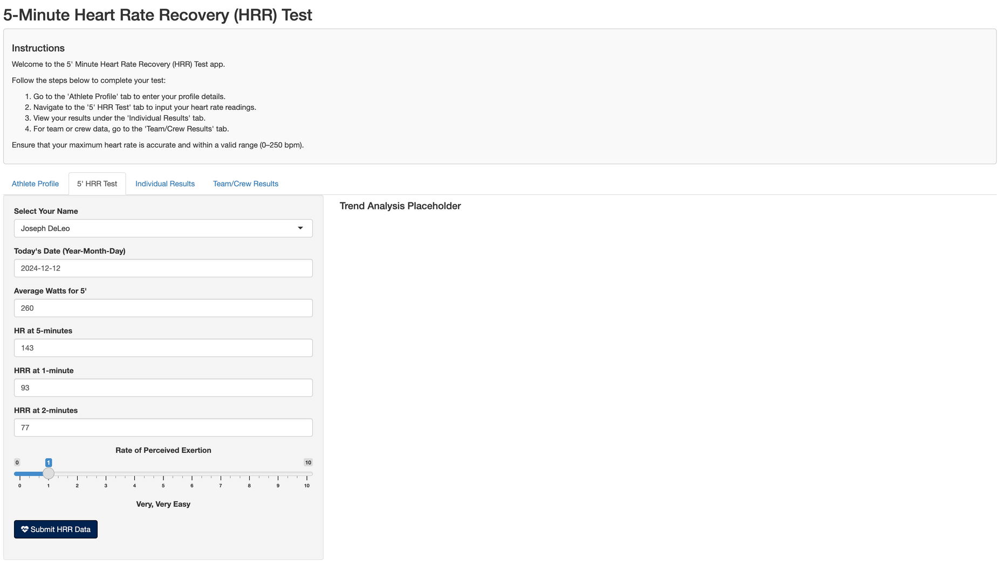 5-Minute Heart Rate Recovery (HRR) Test
Instructions
Welcome to the 5' Minute Heart Rate Recovery (HRR) Test app.
Follow the steps below to complete your test:
1. Go to the 'Athlete Profile' tab to enter your profile details.
2. Navigate to the '5' HRR Test' tab to input your heart rate readings.
3. View your results under the 'Individual Results' tab.
4. For team or crew data, go to the 'Team/Crew Results' tab.
Ensure that your maximum heart rate is accurate and within a valid range (0–250 bpm).
Athlete Profile 5' HRR Test Individual Results Team/Crew Results
Select Your Name
Joseph DeLeo
Today's Date (Year-Month-Day)
2024-12-12
Average Watts for 5'
260
HR at 5-minutes
143
HRR at 1-minute
93
HRR at 2-minutes
77
Rate of Perceived Exertion
0 1 10
0 1 2 3 4 5 6 7 8 9 10
Very, Very Easy
Submit HRR Data
Trend Analysis Placeholder